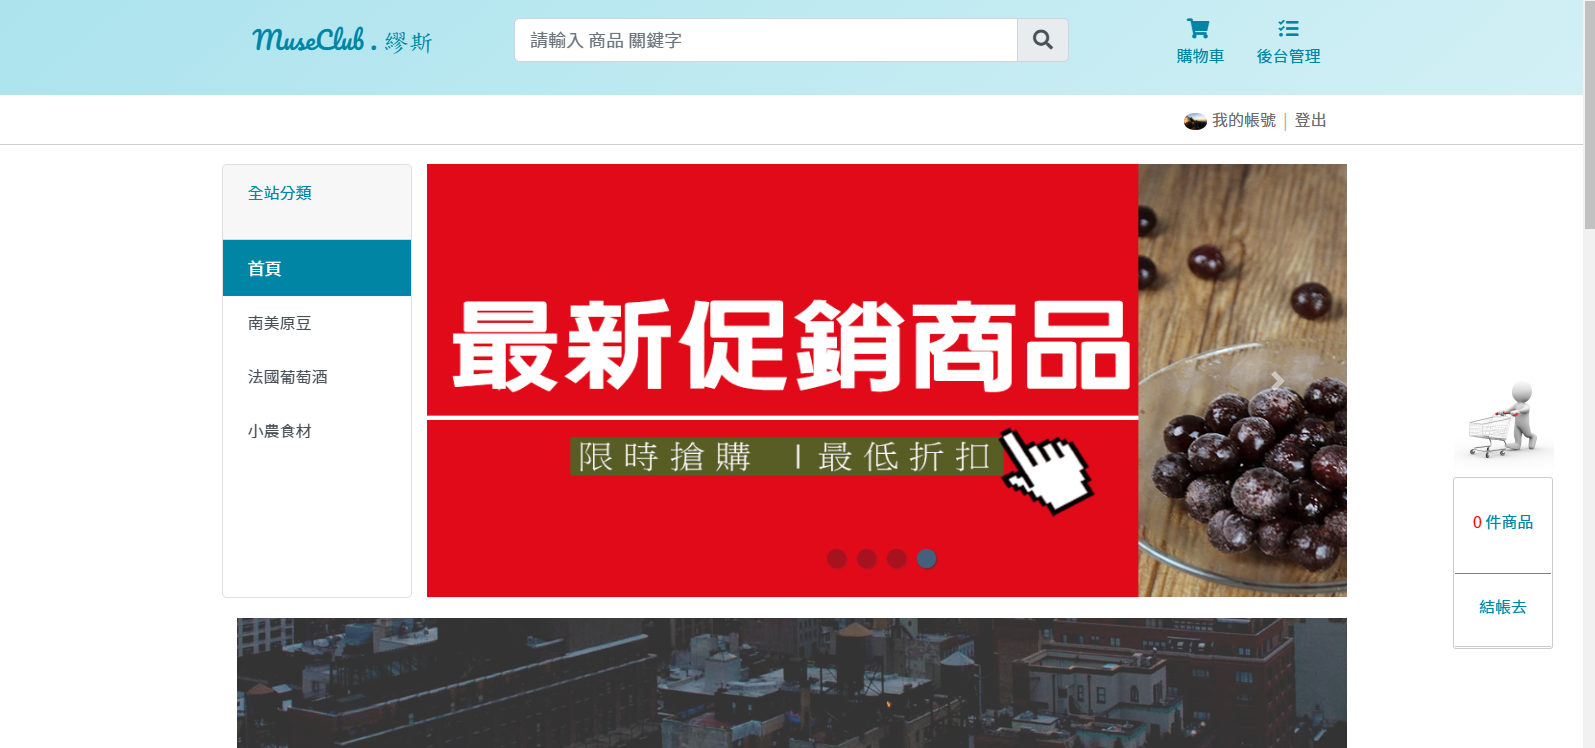 MuseClub . 繆斯
請輸入 商品 關鍵字
購物車
後台管理
我的帳號 | 登出
全站分類
首頁
南美原豆
法國葡萄酒
小農食材
最新促銷商品
限時搶購 | 最低折扣
0 件商品
結帳去